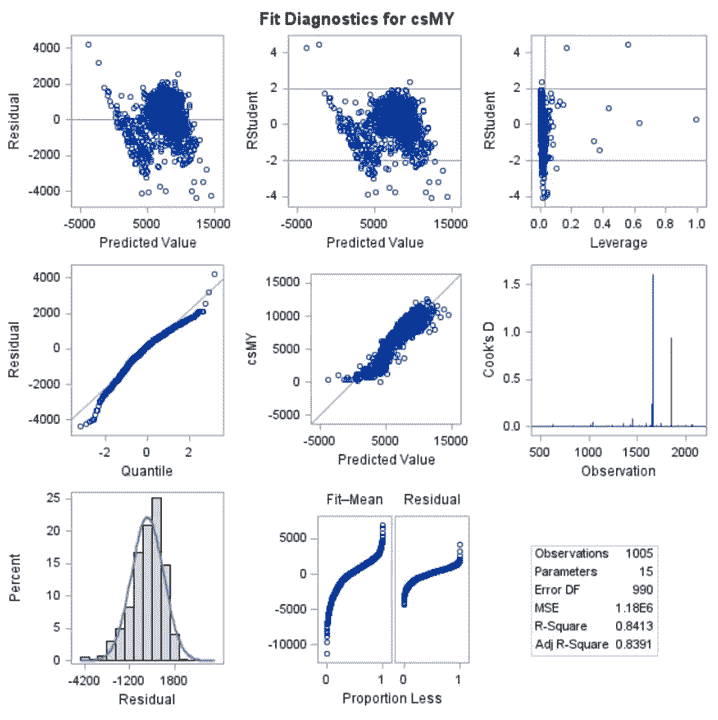 Fit Diagnostics for csMY
Residual
4000
2000
0
-2000
-4000
-5000 5000 15000
Predicted Value
RStudent
4
2
0
-2
-4
-5000 5000 15000
Predicted Value
RStudent
4
2
0
-2
-4
0.0 0.2 0.4 0.6 0.8 1.0
Leverage
Residual
4000
2000
0
-2000
-4000
-2 0 2
Quantile
csMY
15000
10000
5000
0
-5000
-5000 5000 15000
Predicted Value
Cook's D
1.5
1.0
0.5
0.0
500 1000 1500 2000
Observation
Percent
25
20
15
10
5
0
-4200 -1200 1800
Residual
Fit–Mean Residual
5000
0
-5000
-10000
0 1 0 1
Proportion Less
Observations 1005
Parameters 15
Error DF 990
MSE 1.18E6
R-Square 0.8413
Adj R-Square 0.8391